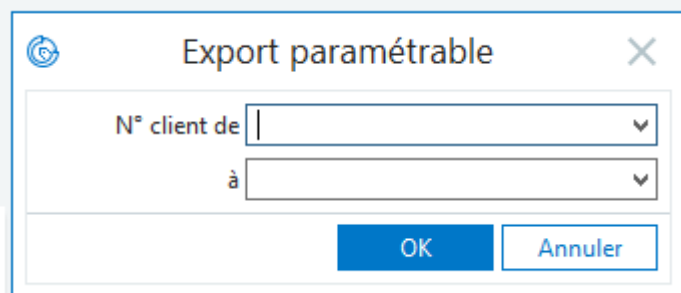 Export paramétrable
N° client de
à
OK Annuler